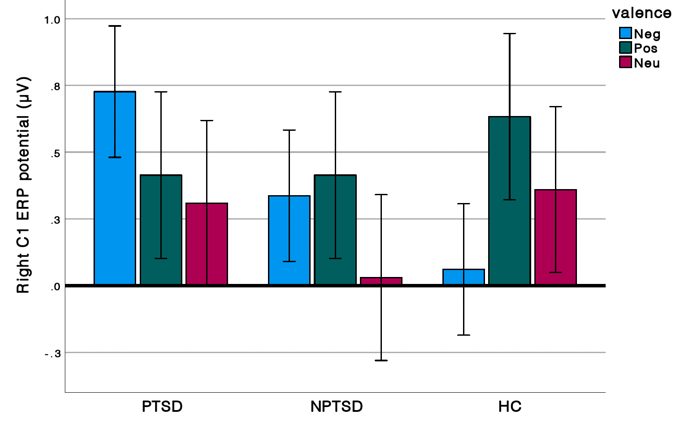 valence
Neg
Pos
Neu
Right C1 ERP potential (µV)
1.0
.8
.5
.3
.0
-.3
PTSD NPTSD HC